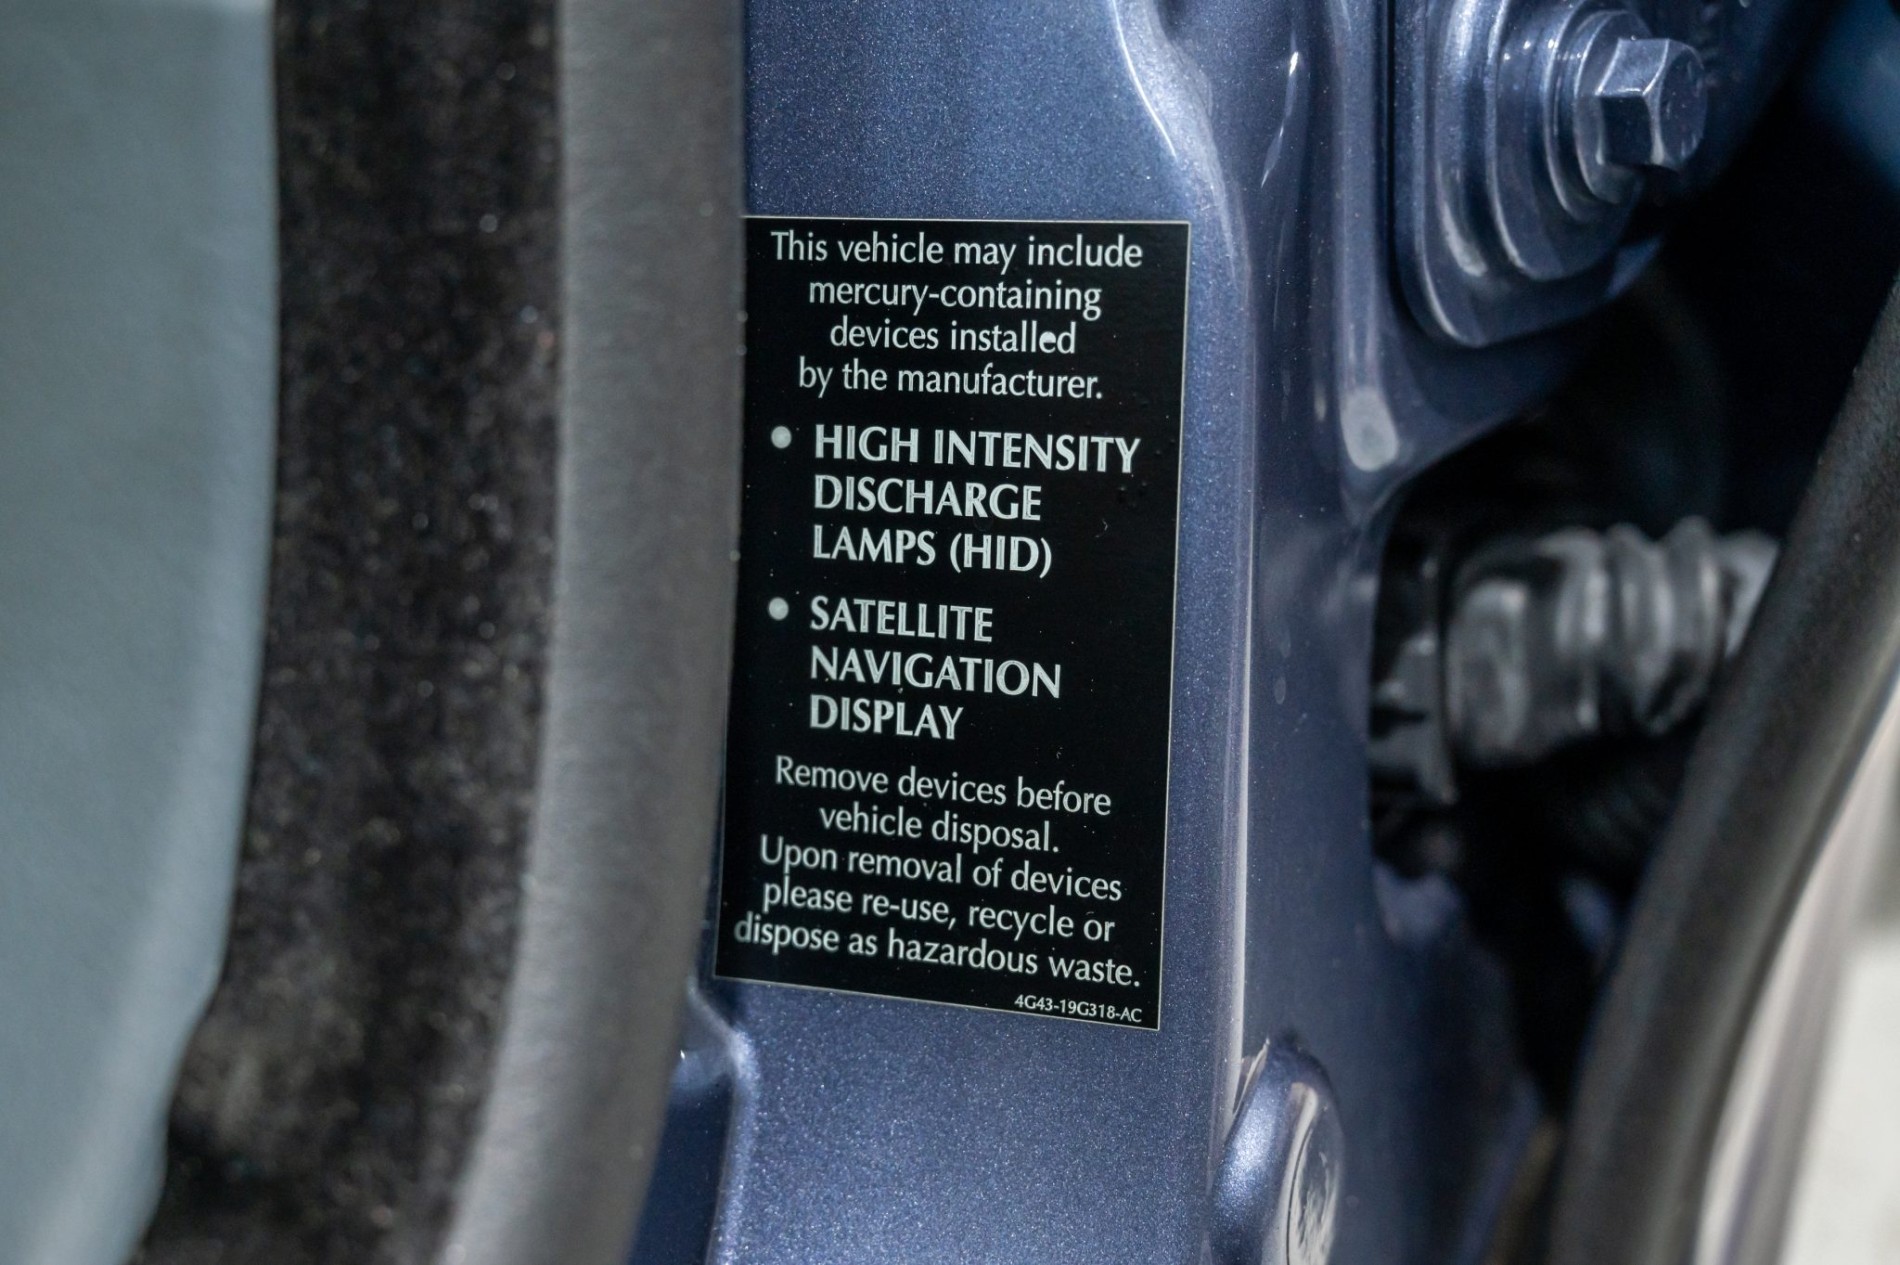 This vehicle may include
mercury-containing
devices installed
by the manufacturer.
• HIGH INTENSITY
DISCHARGE
LAMPS (HID)
• SATELLITE
NAVIGATION
DISPLAY
Remove devices before
vehicle disposal.
Upon removal of devices
please re-use, recycle or
dispose as hazardous waste.
4G43-19G318-AC